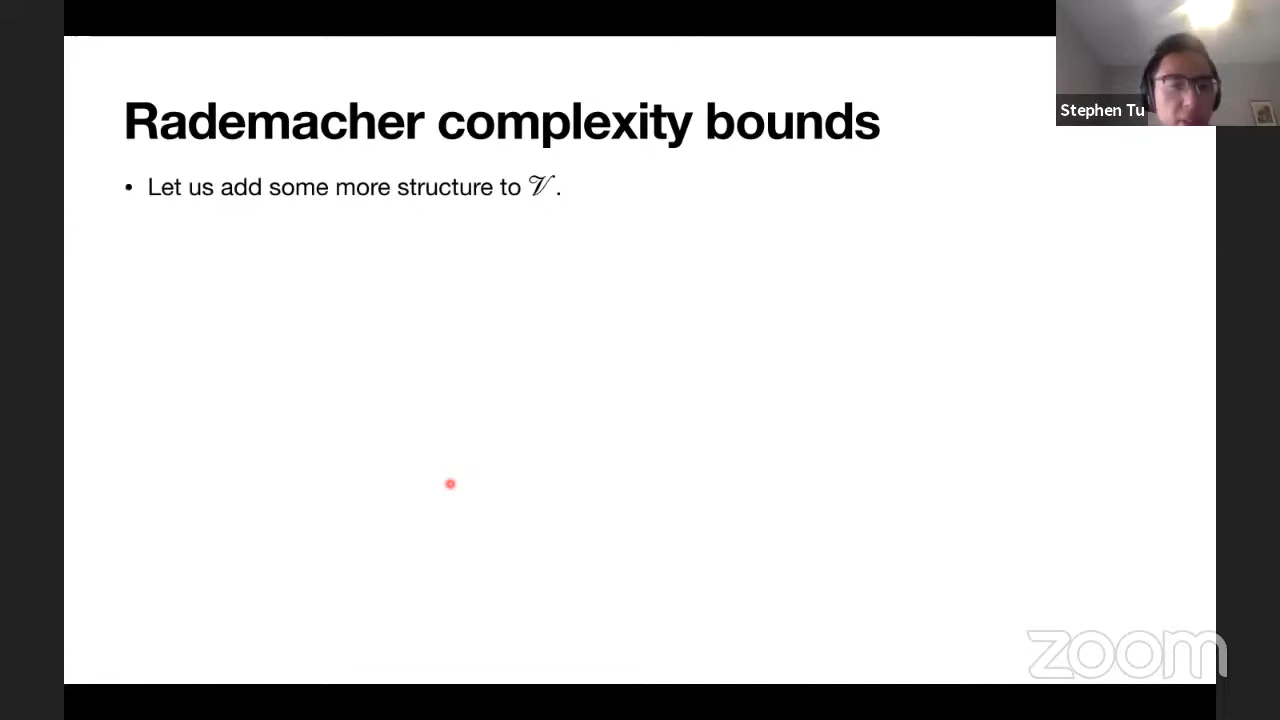 Rademacher complexity bounds
Stephen Tu
• Let us add some more structure to 𝒱.
zoom